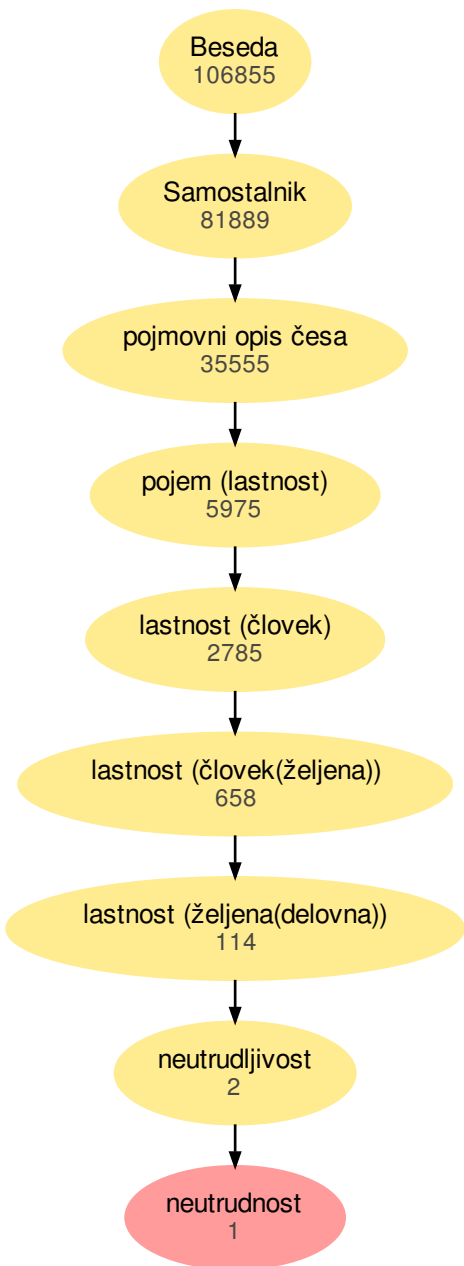 Beseda
106855
Samostalnik
81889
pojmovni opis česa
35555
pojem (lastnost)
5975
lastnost (človek)
2785
lastnost (človek(željena))
658
lastnost (željena(delovna))
114
neutrudljivost
2
neutrudnost
1